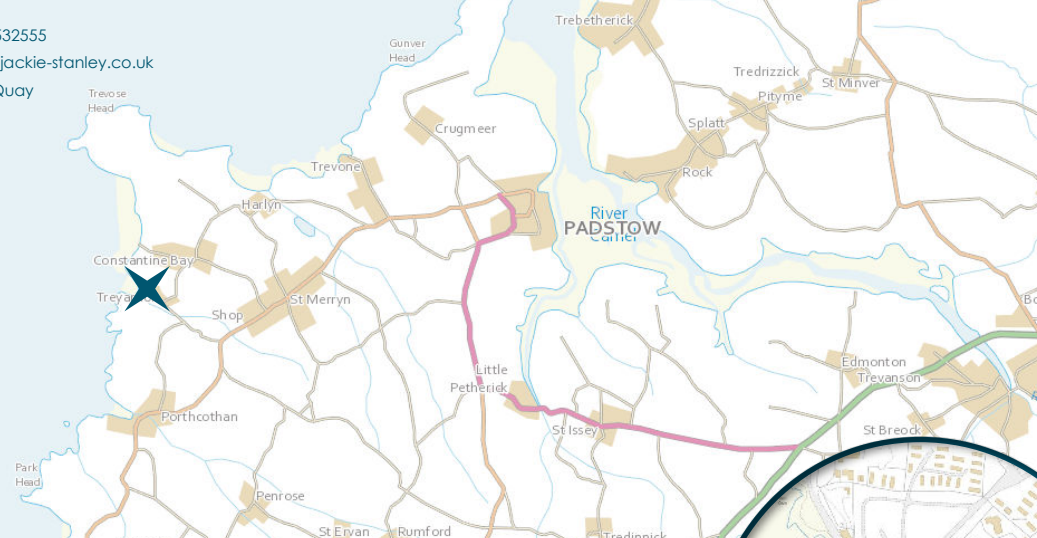 532555
jackie-stanley.co.uk
Quay
Trebetherick
Gunver
Head
Trevose
Head
Tredrizzick
St Minver
Pityme
Splatt
Crugmeer
Trevone
Rock
Harlyn
River
Camel
PADSTOW
Constantine Bay
St Merryn
Shop
Little
Petherick
Edmonton
Trevanson
Porthcothan
St Issey
St Breock
Park
Head
Penrose
St Ervan
Rumford
Tredinnick